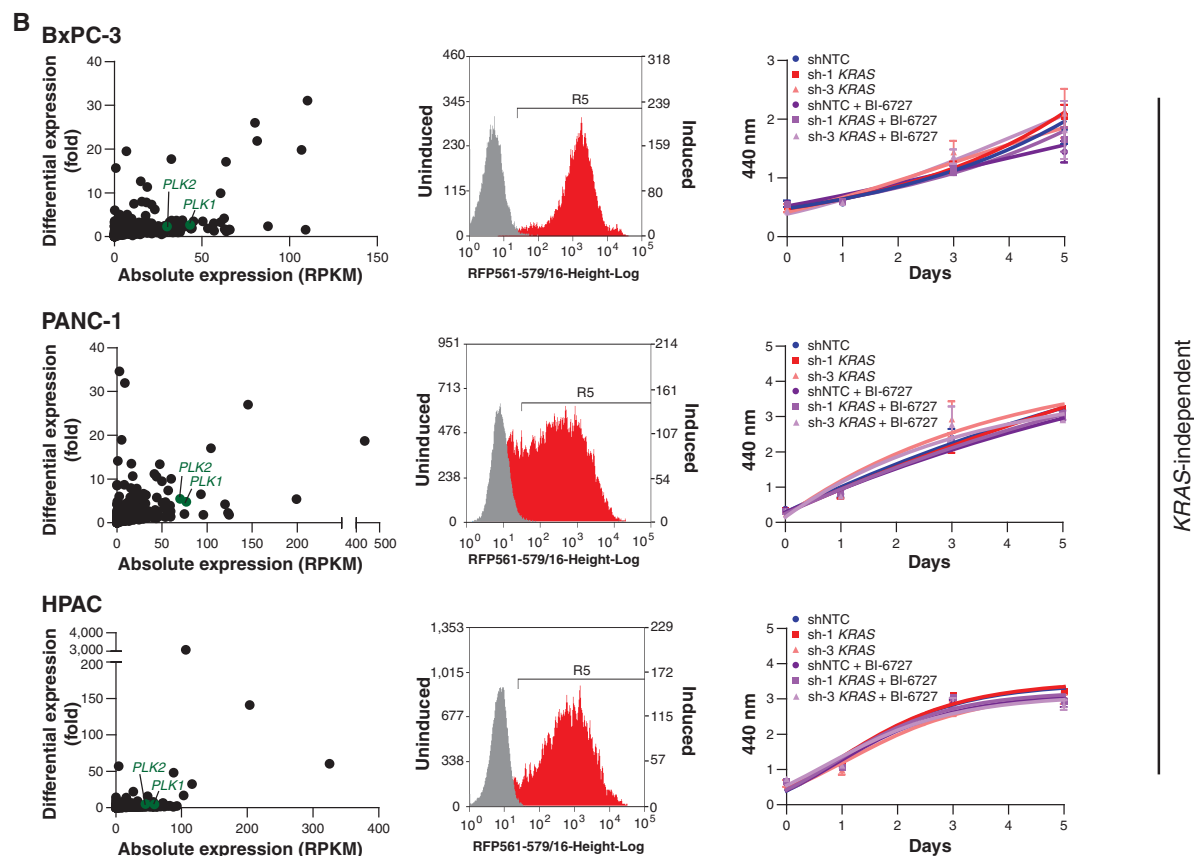 B
BxPC-3
Differential expression
(fold)
40
30
20
10
0
PLK2
PLK1
0
50
100
150
Absolute expression (RPKM)
Uninduced
460
345
230
115
0
R5
318
239
159
80
0
Induced
10^0
10^1
10^2
10^3
10^4
10^5
RFP561-579/16-Height-Log
440 nm
3
2
1
0
shNTC
sh-1 KRAS
sh-3 KRAS
shNTC + BI-6727
sh-1 KRAS + BI-6727
sh-3 KRAS + BI-6727
0
1
2
3
4
5
Days
PANC-1
Differential expression
(fold)
40
30
20
10
0
PLK2
PLK1
0
50
100
150
200
400
500
Absolute expression (RPKM)
Uninduced
951
713
476
238
0
R5
214
161
107
54
0
Induced
10^0
10^1
10^2
10^3
10^4
10^5
RFP561-579/16-Height-Log
440 nm
5
4
3
2
1
0
shNTC
sh-1 KRAS
sh-3 KRAS
shNTC + BI-6727
sh-1 KRAS + BI-6727
sh-3 KRAS + BI-6727
0
1
2
3
4
5
Days
HPAC
Differential expression
(fold)
4,000
3,000
200
150
100
50
0
PLK2
PLK1
0
100
200
300
400
Absolute expression (RPKM)
Uninduced
1,353
1,015
677
338
0
R5
229
172
115
57
0
Induced
10^0
10^1
10^2
10^3
10^4
10^5
RFP561-579/16-Height-Log
440 nm
5
4
3
2
1
0
shNTC
sh-1 KRAS
sh-3 KRAS
shNTC + BI-6727
sh-1 KRAS + BI-6727
sh-3 KRAS + BI-6727
0
1
2
3
4
5
Days
KRAS-independent